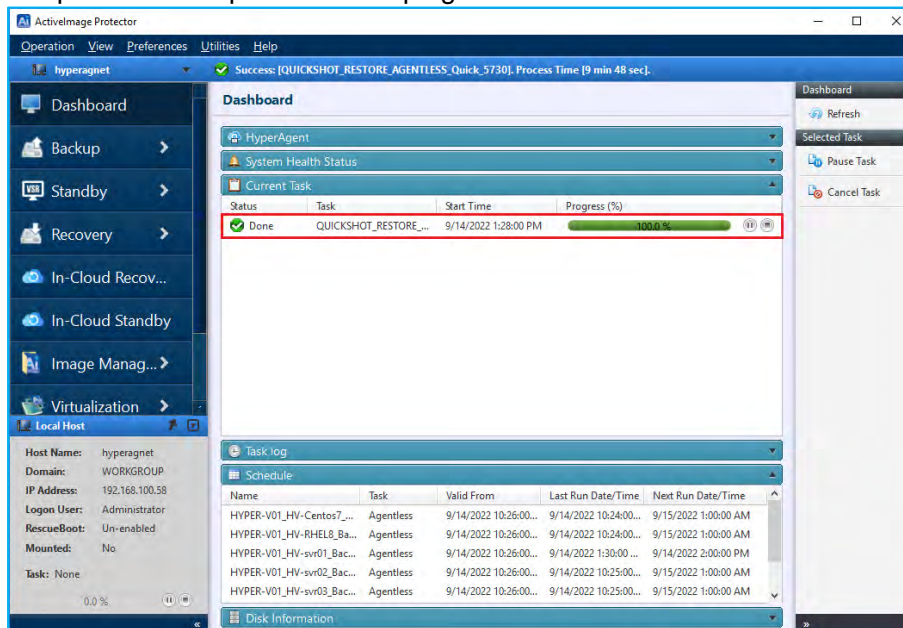 ActiveImage Protector
Operation View Preferences Utilities Help
hyperagnet
Success: [QUICKSHOT_RESTORE_AGENTLESS_Quick_5730]. Process Time [9 min 48 sec].
Dashboard
Backup
Standby
Recovery
In-Cloud Recov...
In-Cloud Standby
Image Manag...
Virtualization
Local Host
Host Name: hyperagnet
Domain: WORKGROUP
IP Address: 192.168.100.58
Logon User: Administrator
RescueBoot: Un-enabled
Mounted: No
Task: None
0.0 %
Dashboard
HyperAgent
System Health Status
Current Task
Status Task Start Time Progress (%)
Done QUICKSHOT_RESTORE_... 9/14/2022 1:28:00 PM 100.0 %
Task log
Schedule
Name Task Valid From Last Run Date/Time Next Run Date/Time
HYPER-V01_HV-Centos7_... Agentless 9/14/2022 10:26:00... 9/14/2022 10:24:00... 9/15/2022 1:00:00 AM
HYPER-V01_HV-RHEL8_Ba... Agentless 9/14/2022 10:26:00... 9/14/2022 10:24:00... 9/15/2022 1:00:00 AM
HYPER-V01_HV-svr01_Bac... Agentless 9/14/2022 10:26:00... 9/14/2022 1:30:00 ... 9/14/2022 2:00:00 PM
HYPER-V01_HV-svr02_Bac... Agentless 9/14/2022 10:26:00... 9/14/2022 10:25:00... 9/15/2022 1:00:00 AM
HYPER-V01_HV-svr03_Bac... Agentless 9/14/2022 10:26:00... 9/14/2022 10:25:00... 9/15/2022 1:00:00 AM
Disk Information
Dashboard
Refresh
Selected Task
Pause Task
Cancel Task